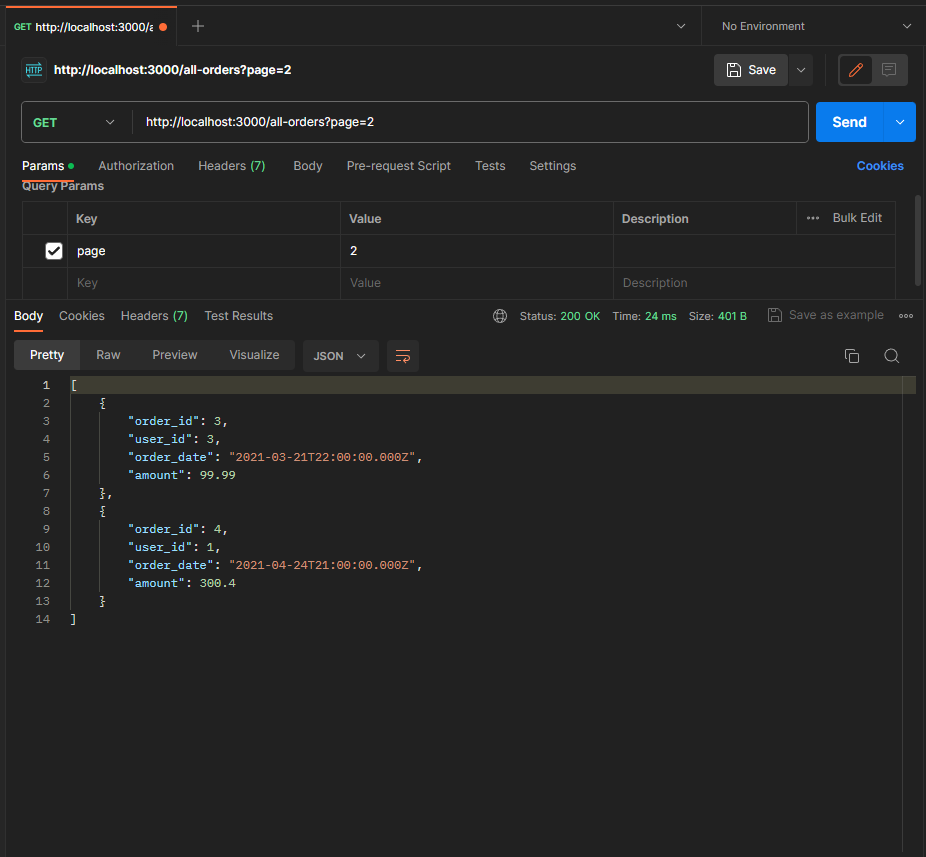 GET http://localhost:3000/a
No Environment
HTTP http://localhost:3000/all-orders?page=2
Save
GET http://localhost:3000/all-orders?page=2 Send
Params Authorization Headers (7) Body Pre-request Script Tests Settings Cookies
Query Params
Key Value Description ••• Bulk Edit
page 2
Key Value Description
Body Cookies Headers (7) Test Results Status: 200 OK Time: 24 ms Size: 401 B Save as example
Pretty Raw Preview Visualize JSON
1 [
2 {
3 "order_id": 3,
4 "user_id": 3,
5 "order_date": "2021-03-21T22:00:00.000Z",
6 "amount": 99.99
7 },
8 {
9 "order_id": 4,
10 "user_id": 1,
11 "order_date": "2021-04-24T21:00:00.000Z",
12 "amount": 300.4
13 }
14 ]